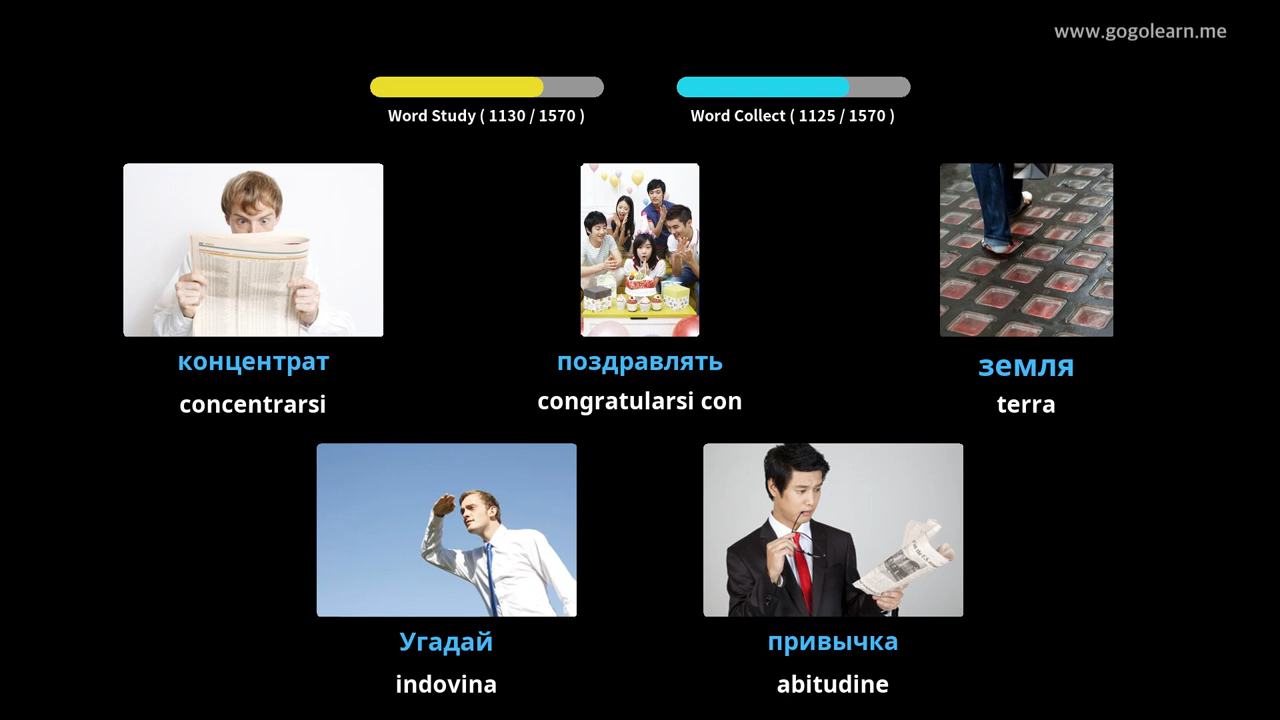 www.gogolearn.me
Word Study ( 1130 / 1570 )
Word Collect ( 1125 / 1570 )
концентрат
поздравлять
земля
concentrarsi
congratularsi con
terra
Угадай
привычка
indovina
abitudine